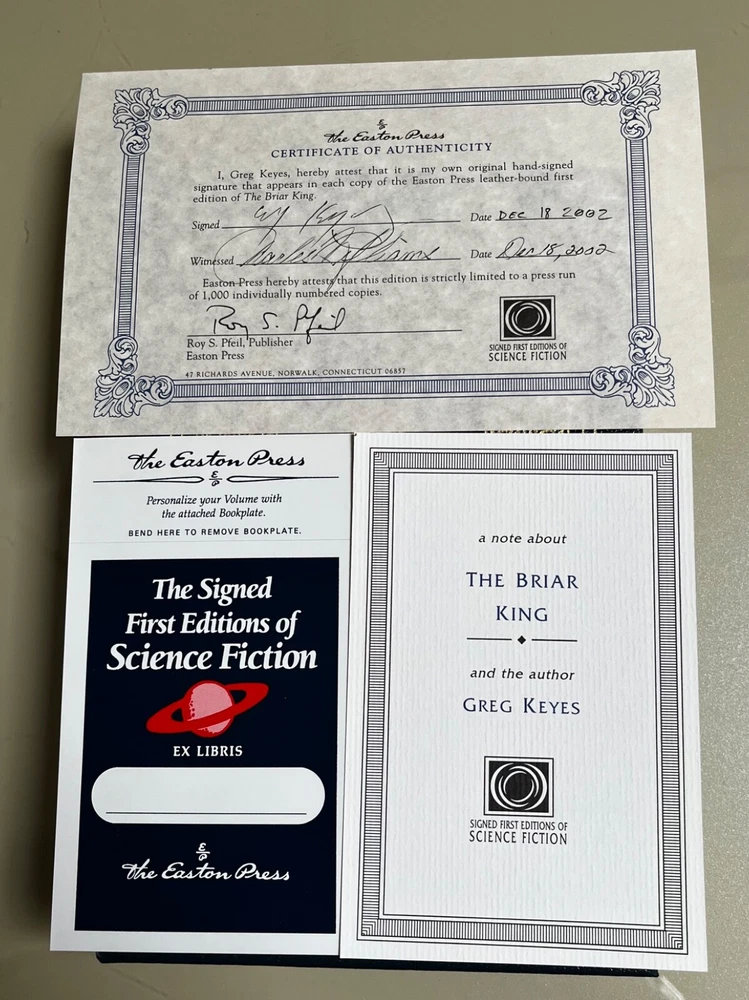 The Easton Press
CERTIFICATE OF AUTHENTICITY
I, Greg Keyes, hereby attest that it is my own original hand-signed
signature that appears in each copy of the Easton Press leather-bound first
edition of The Briar King.
Signed Date DEC 18 2002
Witnessed Date Dec 18, 2002
Easton Press hereby attests that this edition is strictly limited to a press run
of 1,000 individually numbered copies.
Roy S. Pfeil
Roy S. Pfeil, Publisher
Easton Press
SIGNED FIRST EDITIONS OF
SCIENCE FICTION
47 RICHARDS AVENUE, NORWALK, CONNECTICUT 06857
The Easton Press
Personalize your Volume with
the attached Bookplate.
BEND HERE TO REMOVE BOOKPLATE.
The Signed
First Editions of
Science Fiction
EX LIBRIS
The Easton Press
a note about
THE BRIAR
KING
and the author
GREG KEYES
SIGNED FIRST EDITIONS OF
SCIENCE FICTION